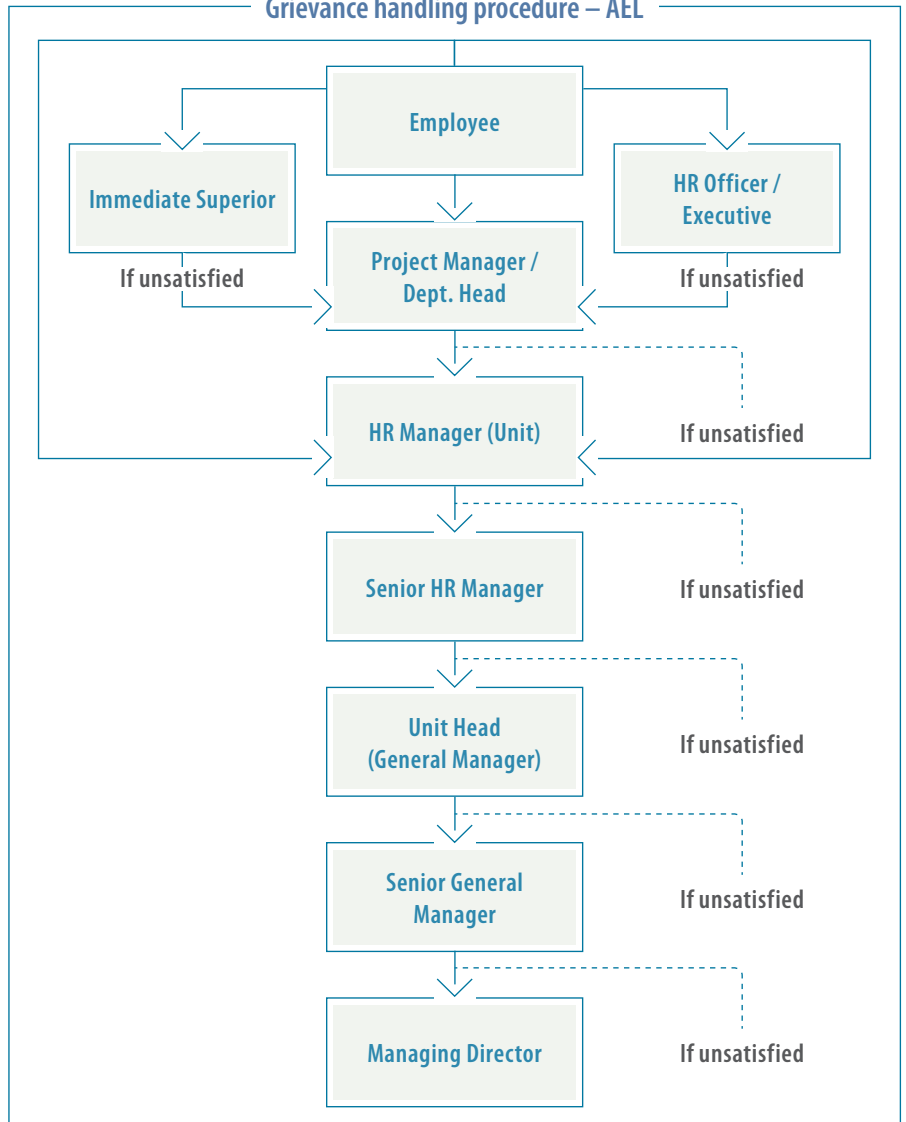 Grievance handling procedure – AEL
Employee
Immediate Superior
HR Officer /
Executive
If unsatisfied
Project Manager /
Dept. Head
If unsatisfied
HR Manager (Unit)
If unsatisfied
Senior HR Manager
If unsatisfied
Unit Head
(General Manager)
If unsatisfied
Senior General
Manager
If unsatisfied
Managing Director
If unsatisfied